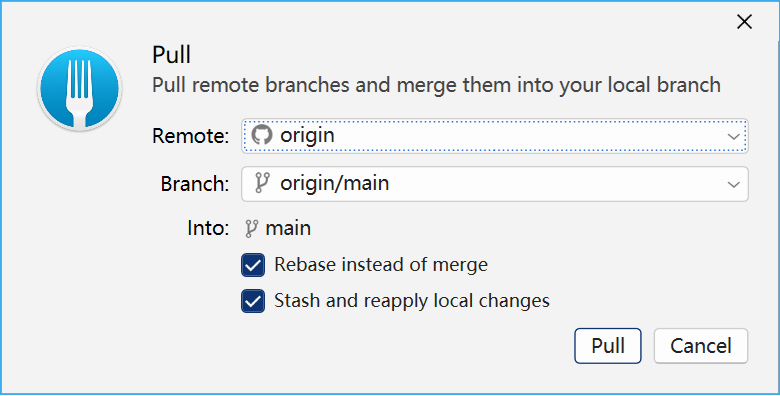 Pull
Pull remote branches and merge them into your local branch
Remote: origin
Branch: origin/main
Into: main
Rebase instead of merge
Stash and reapply local changes
Pull Cancel